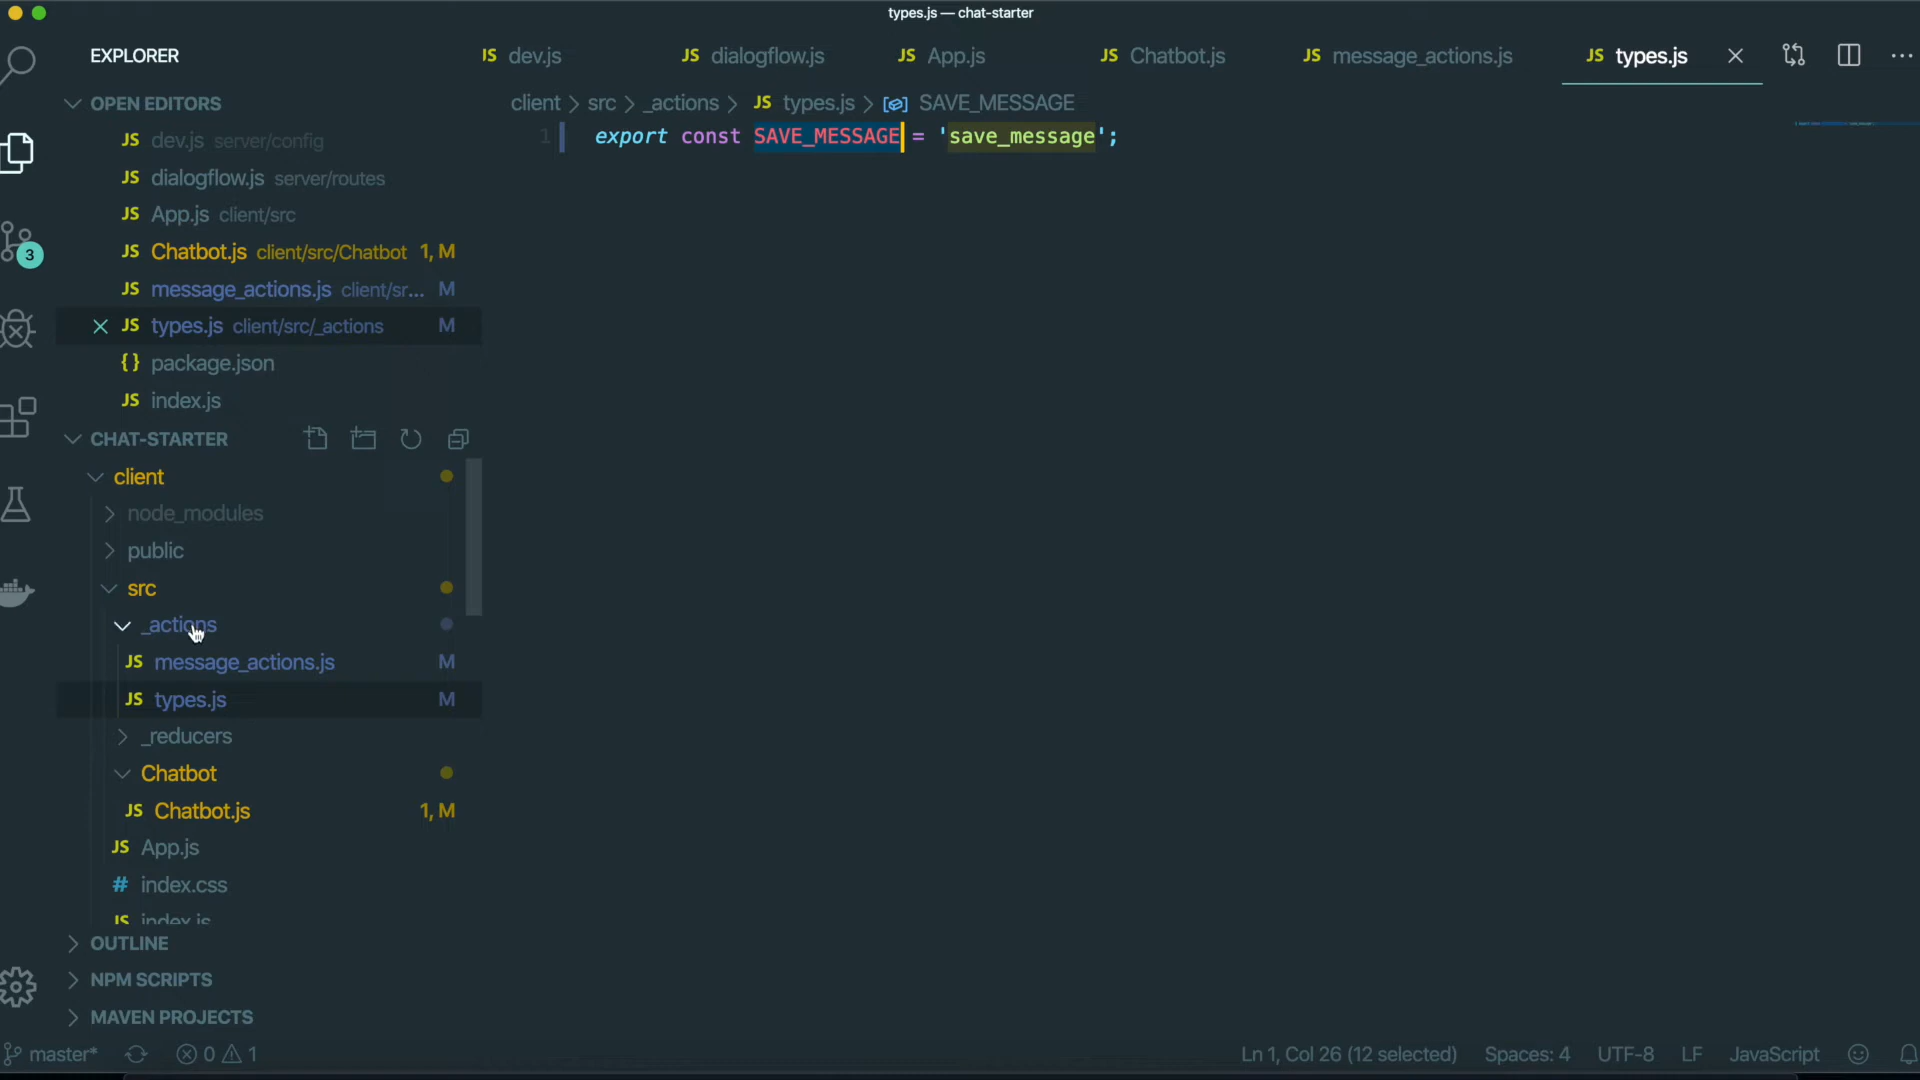 types.js — chat-starter
EXPLORER
JS dev.js
JS dialogflow.js
JS App.js
JS Chatbot.js
JS message_actions.js
JS types.js
client > src > _actions > JS types.js > SAVE_MESSAGE
1 export const SAVE_MESSAGE = 'save_message';
OPEN EDITORS
JS dev.js server/config
JS dialogflow.js server/routes
JS App.js client/src
JS Chatbot.js client/src/Chatbot 1, M
JS message_actions.js client/sr... M
JS types.js client/src/_actions M
{} package.json
JS index.js
CHAT-STARTER
client
node_modules
public
src
_actions
JS message_actions.js M
JS types.js M
_reducers
Chatbot
JS Chatbot.js 1, M
JS App.js
# index.css
JS index.js
OUTLINE
NPM SCRIPTS
MAVEN PROJECTS
3
master* 0 1
Ln 1, Col 26 (12 selected) Spaces: 4 UTF-8 LF JavaScript